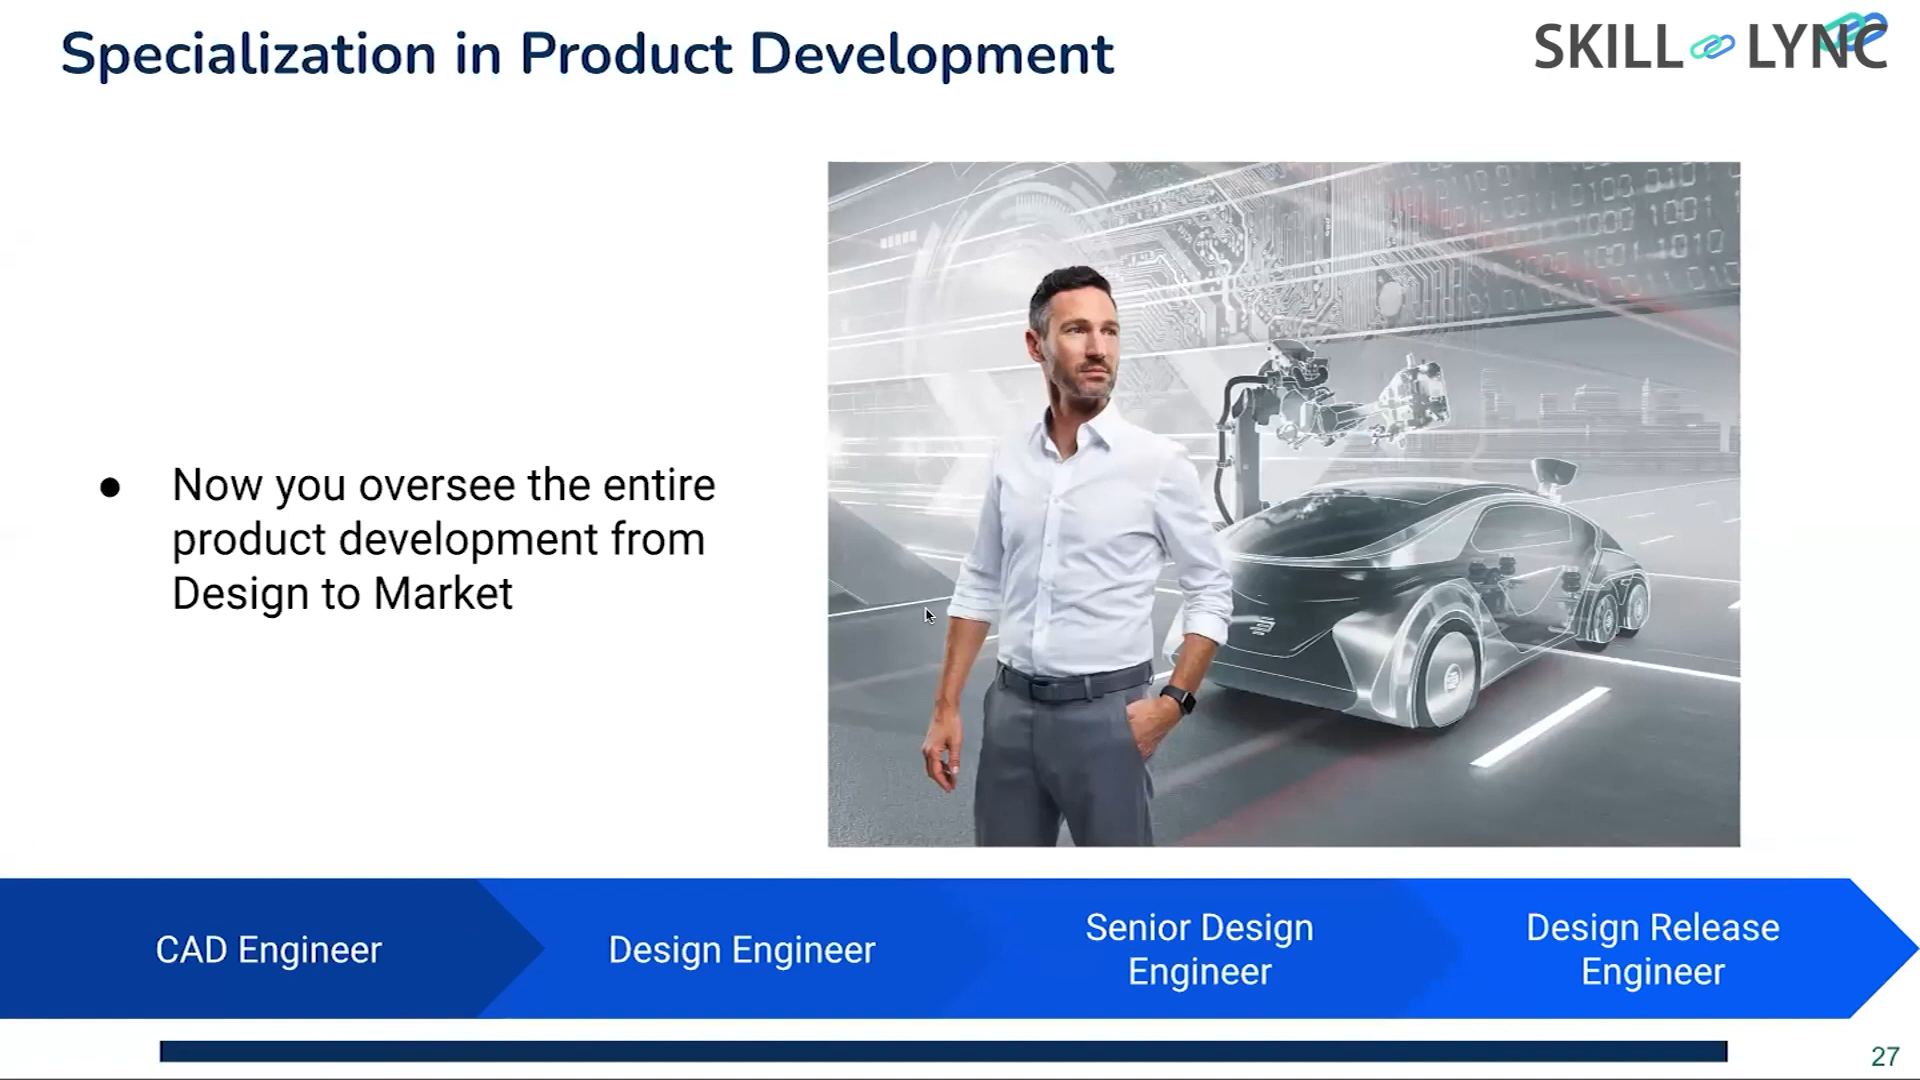 Specialization in Product Development
SKILL LYNC
Now you oversee the entire
product development from
Design to Market
CAD Engineer
Design Engineer
Senior Design
Engineer
Design Release
Engineer
27